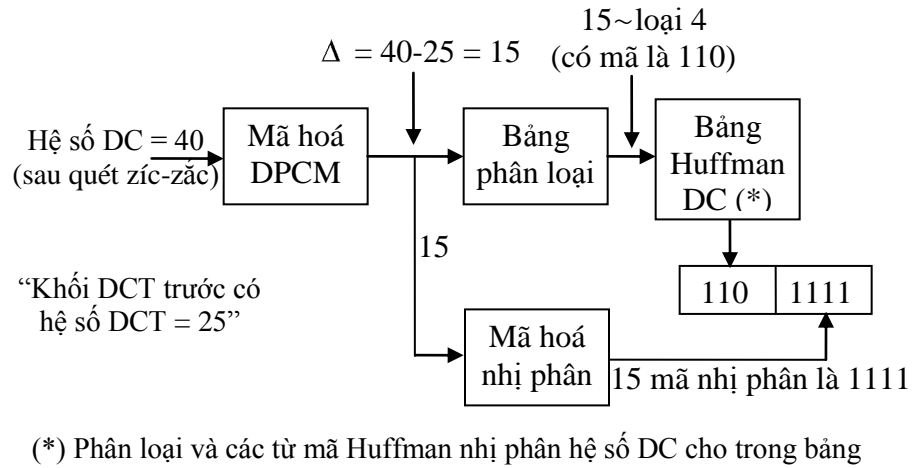 Δ = 40-25 = 15
15~loại 4
(có mã là 110)
Hệ số DC = 40
(sau quét zíc-zắc)
Mã hoá
DPCM
Bảng
phân loại
Bảng
Huffman
DC (*)
15
“Khối DCT trước có
hệ số DCT = 25”
110 1111
Mã hoá
nhị phân
15 mã nhị phân là 1111
(*) Phân loại và các từ mã Huffman nhị phân hệ số DC cho trong bảng